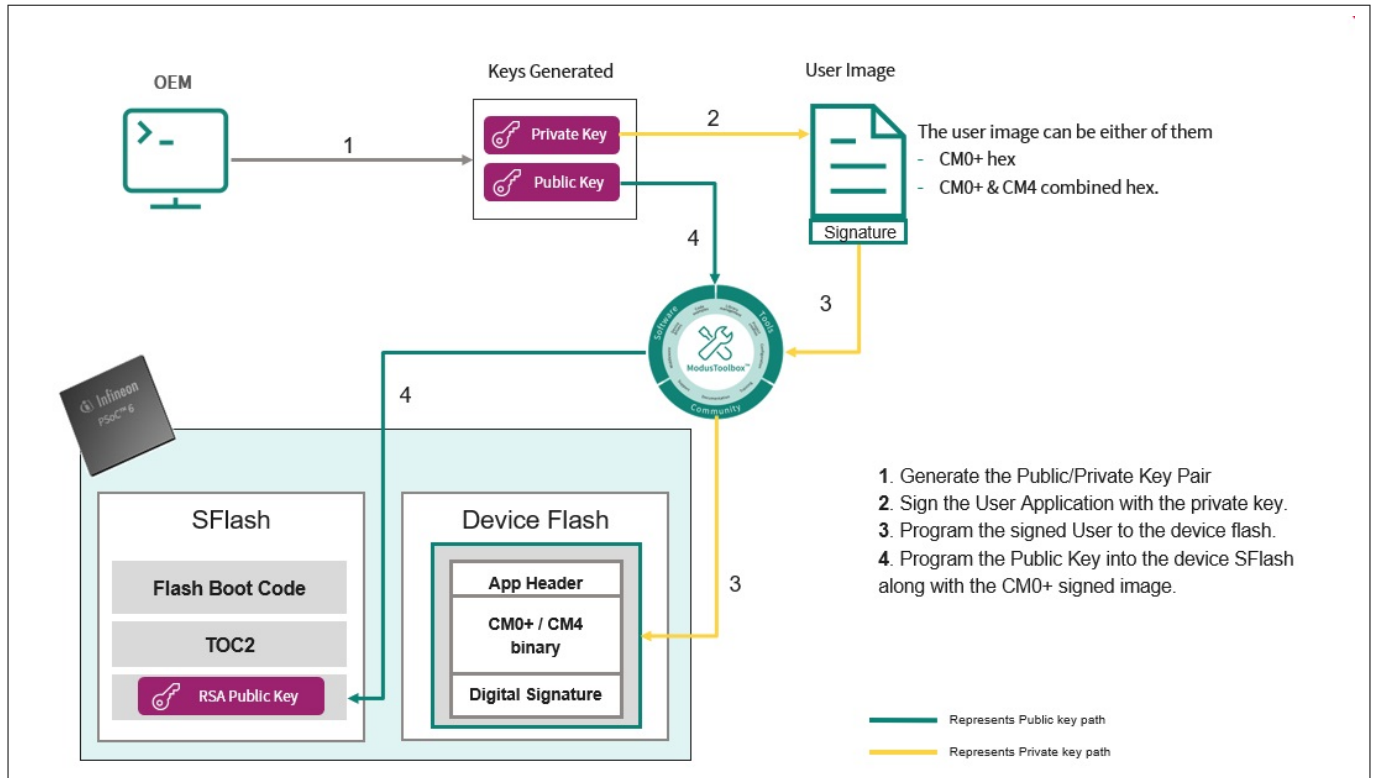 OEM
Keys Generated
User Image
Private Key
Public Key
1
2
The user image can be either of them
- CM0+ hex
- CM0+ & CM4 combined hex.
Signature
4
3
Software
Tools
Community
ModusToolbox™
Documentation
Training
Support
4
Infineon
PSoC™ 6
SFlash
Flash Boot Code
TOC2
RSA Public Key
Device Flash
App Header
CM0+ / CM4
binary
Digital Signature
3
1. Generate the Public/Private Key Pair
2. Sign the User Application with the private key.
3. Program the signed User to the device flash.
4. Program the Public Key into the device SFlash
along with the CM0+ signed image.
Represents Public key path
Represents Private key path